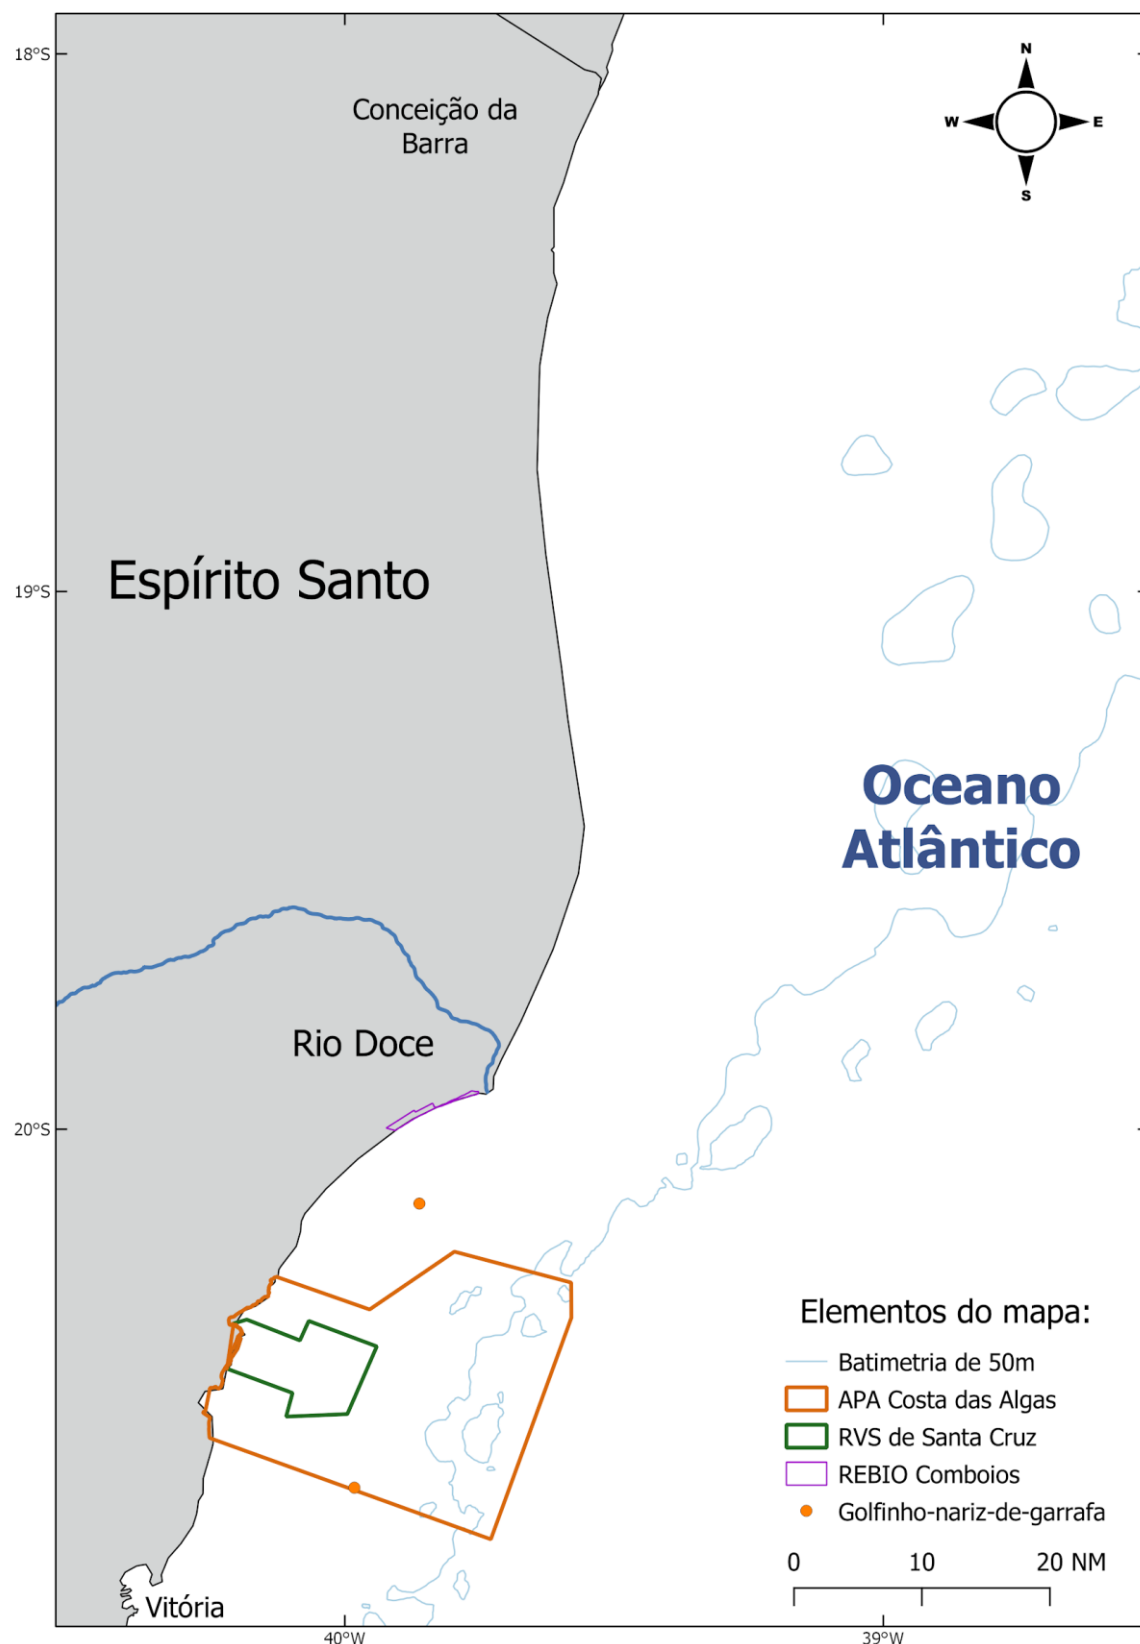 18°S
Conceição da
Barra
N
W
E
S
Espírito Santo
19°S
Oceano
Atlântico
Rio Doce
20°S
Elementos do mapa:
Batimetria de 50m
APA Costa das Algas
RVS de Santa Cruz
REBIO Comboios
Golfinho-nariz-de-garrafa
0 10 20 NM
Vitória
40°W 39°W